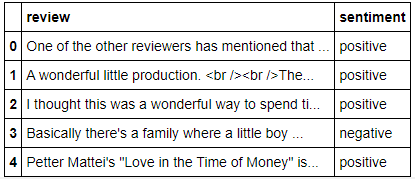 review sentiment
0 One of the other reviewers has mentioned that ... positive
1 A wonderful little production. <br /><br />The... positive
2 I thought this was a wonderful way to spend ti... positive
3 Basically there's a family where a little boy ... negative
4 Petter Mattei's "Love in the Time of Money" is... positive